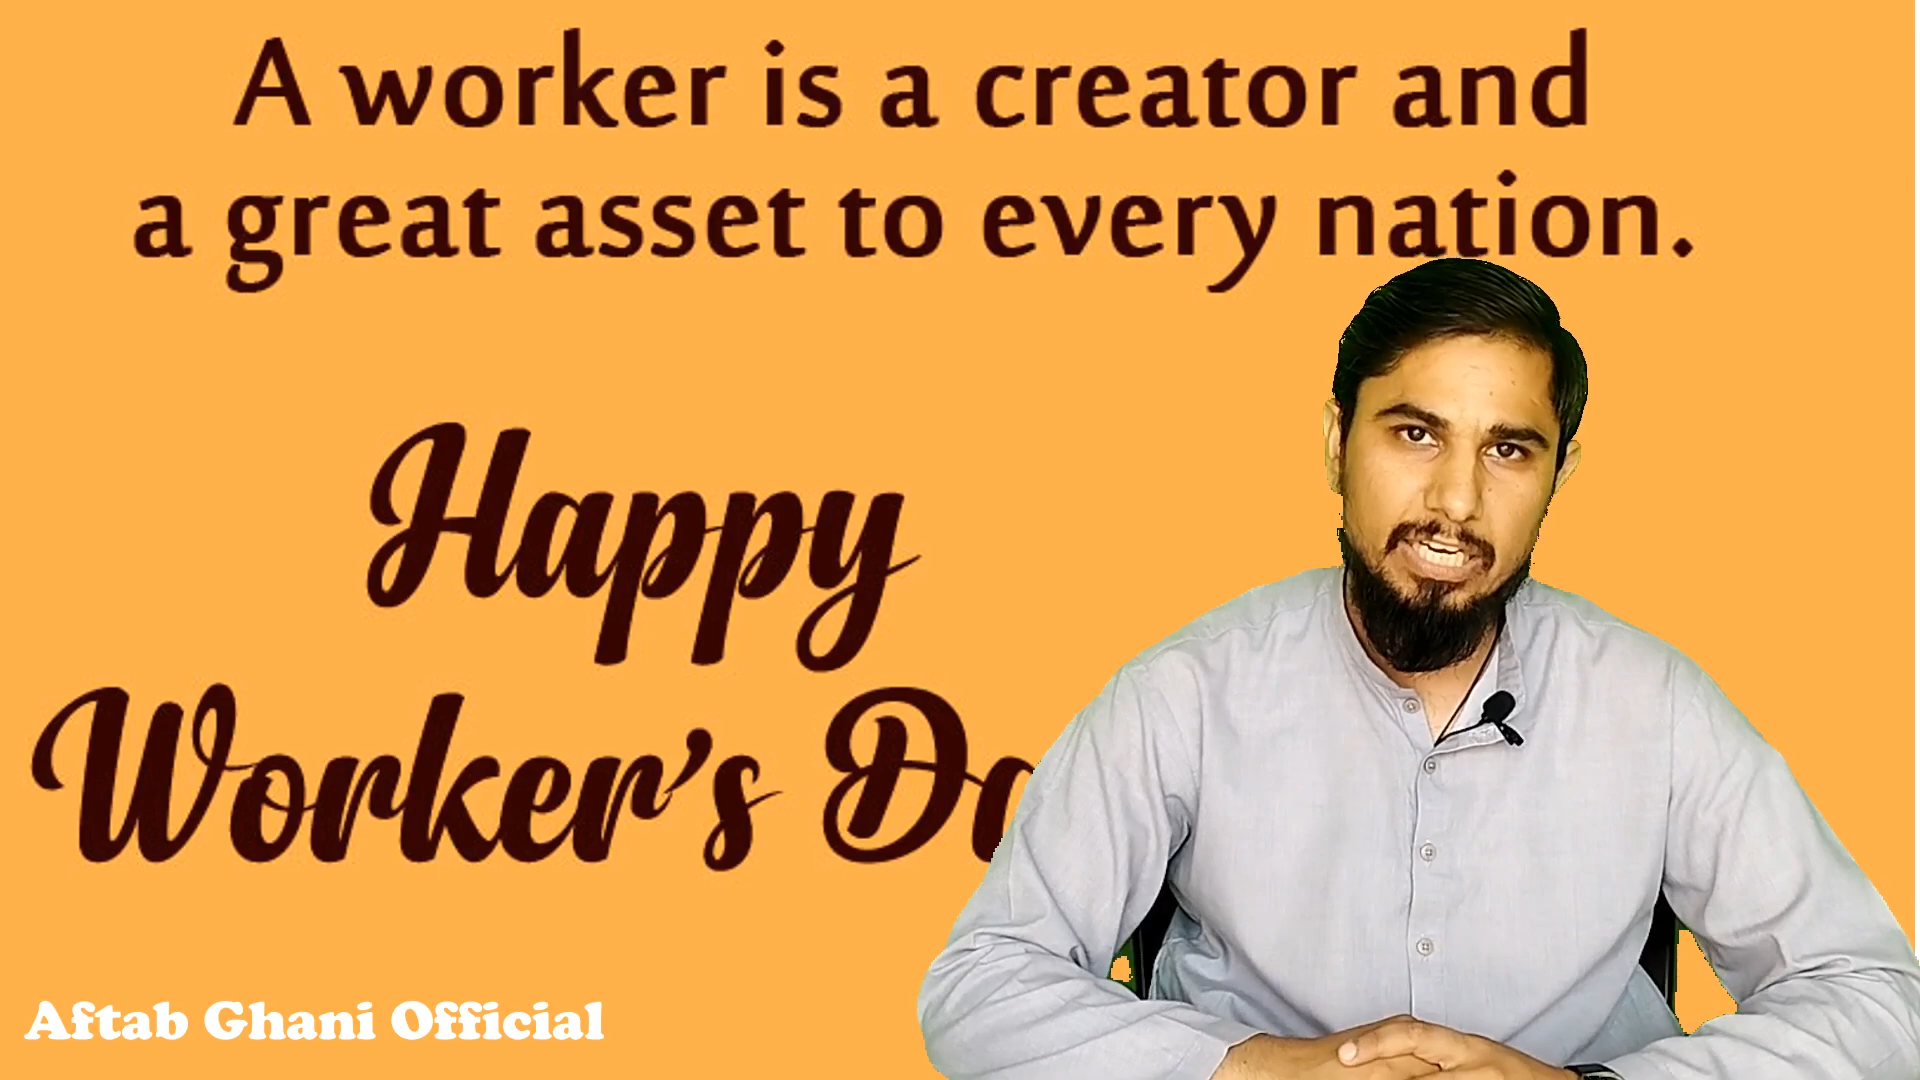 A worker is a creator and
a great asset to every nation.
Happy
Worker's
Aftab Ghani Official